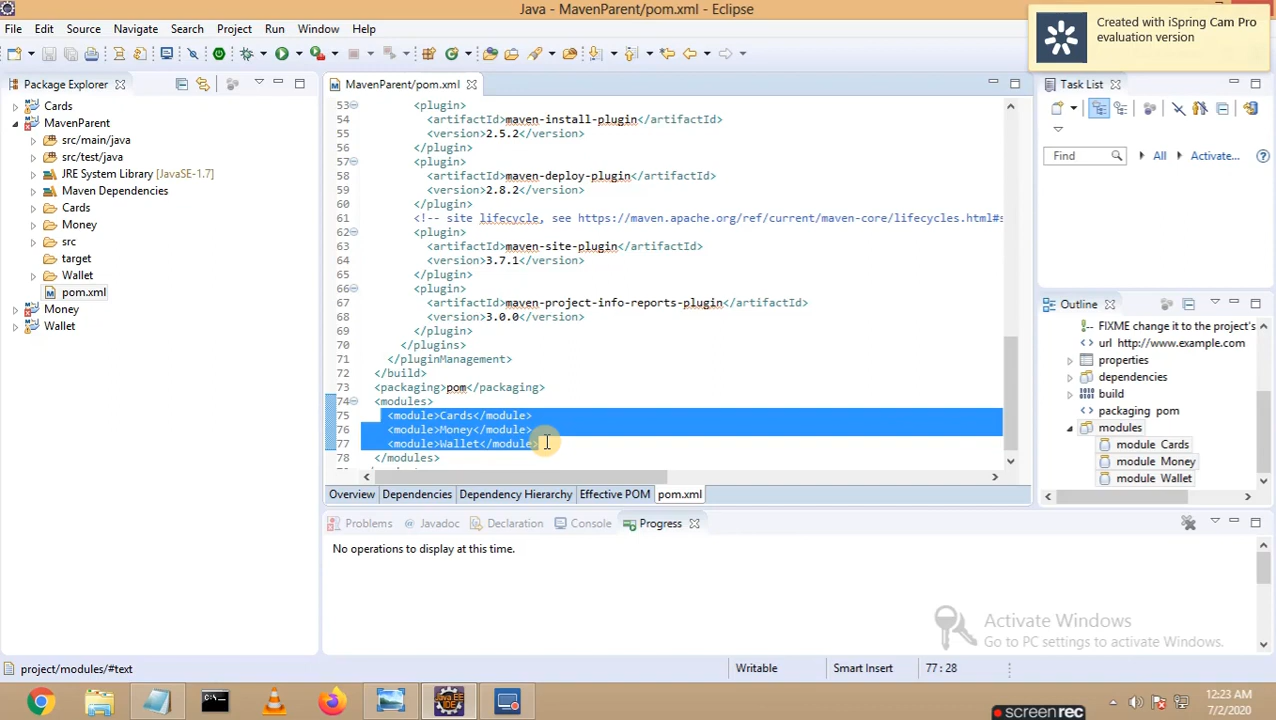 Java - MavenParent/pom.xml - Eclipse
Created with iSpring Cam Pro
evaluation version
File Edit Source Navigate Search Project Run Window Help
Package Explorer
Cards
MavenParent
src/main/java
src/test/java
JRE System Library [JavaSE-1.7]
Maven Dependencies
Cards
Money
src
target
Wallet
pom.xml
Money
Wallet
MavenParent/pom.xml
53 <plugin>
54 <artifactId>maven-install-plugin</artifactId>
55 <version>2.5.2</version>
56 </plugin>
57 <plugin>
58 <artifactId>maven-deploy-plugin</artifactId>
59 <version>2.8.2</version>
60 </plugin>
61 <!-- site lifecycle, see https://maven.apache.org/ref/current/maven-core/lifecycles.html#s
62 <plugin>
63 <artifactId>maven-site-plugin</artifactId>
64 <version>3.7.1</version>
65 </plugin>
66 <plugin>
67 <artifactId>maven-project-info-reports-plugin</artifactId>
68 <version>3.0.0</version>
69 </plugin>
70 </plugins>
71 </pluginManagement>
72 </build>
73 <packaging>pom</packaging>
74 <modules>
75 <module>Cards</module>
76 <module>Money</module>
77 <module>Wallet</module>
78 </modules>
Overview Dependencies Dependency Hierarchy Effective POM pom.xml
Task List
Find All Activate...
Outline
FIXME change it to the project's
url http://www.example.com
properties
dependencies
build
packaging pom
modules
module Cards
module Money
module Wallet
Problems Javadoc Declaration Console Progress
No operations to display at this time.
Activate Windows
Go to PC settings to activate Windows.
project/modules/#text
Writable Smart Insert 77 : 28
Java EE
IDE
screenrec
12:23 AM
7/2/2020